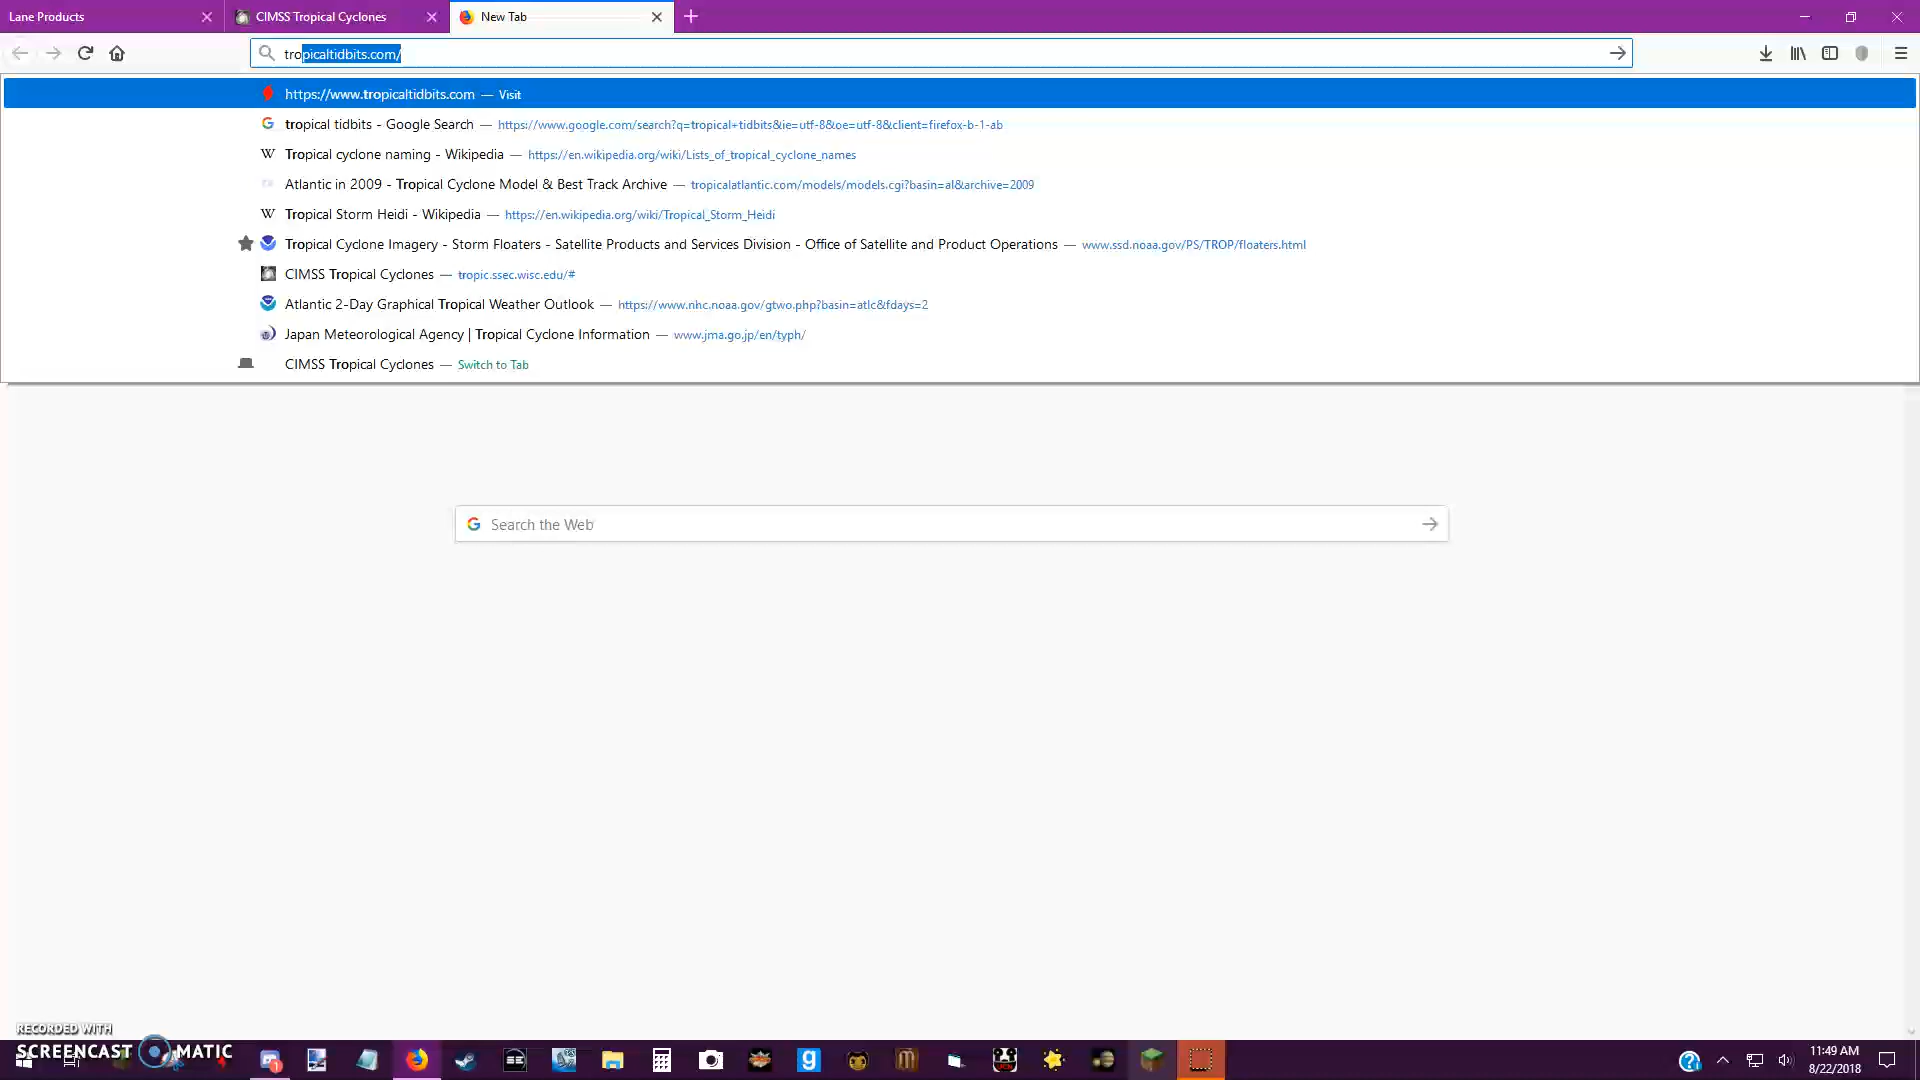 Lane Products
CIMSS Tropical Cyclones
New Tab
tropicaltidbits.com/
https://www.tropicaltidbits.com — Visit
tropical tidbits - Google Search — https://www.google.com/search?q=tropical+tidbits&ie=utf-8&oe=utf-8&client=firefox-b-1-ab
Tropical cyclone naming - Wikipedia — https://en.wikipedia.org/wiki/Lists_of_tropical_cyclone_names
Atlantic in 2009 - Tropical Cyclone Model & Best Track Archive — tropicalatlantic.com/models/models.cgi?basin=al&archive=2009
Tropical Storm Heidi - Wikipedia — https://en.wikipedia.org/wiki/Tropical_Storm_Heidi
Tropical Cyclone Imagery - Storm Floaters - Satellite Products and Services Division - Office of Satellite and Product Operations — www.ssd.noaa.gov/PS/TROP/floaters.html
CIMSS Tropical Cyclones — tropic.ssec.wisc.edu/#
Atlantic 2-Day Graphical Tropical Weather Outlook — https://www.nhc.noaa.gov/gtwo.php?basin=atlc&fdays=2
Japan Meteorological Agency | Tropical Cyclone Information — www.jma.go.jp/en/typh/
CIMSS Tropical Cyclones — Switch to Tab
Search the Web
RECORDED WITH
SCREENCAST MATIC
11:49 AM
8/22/2018